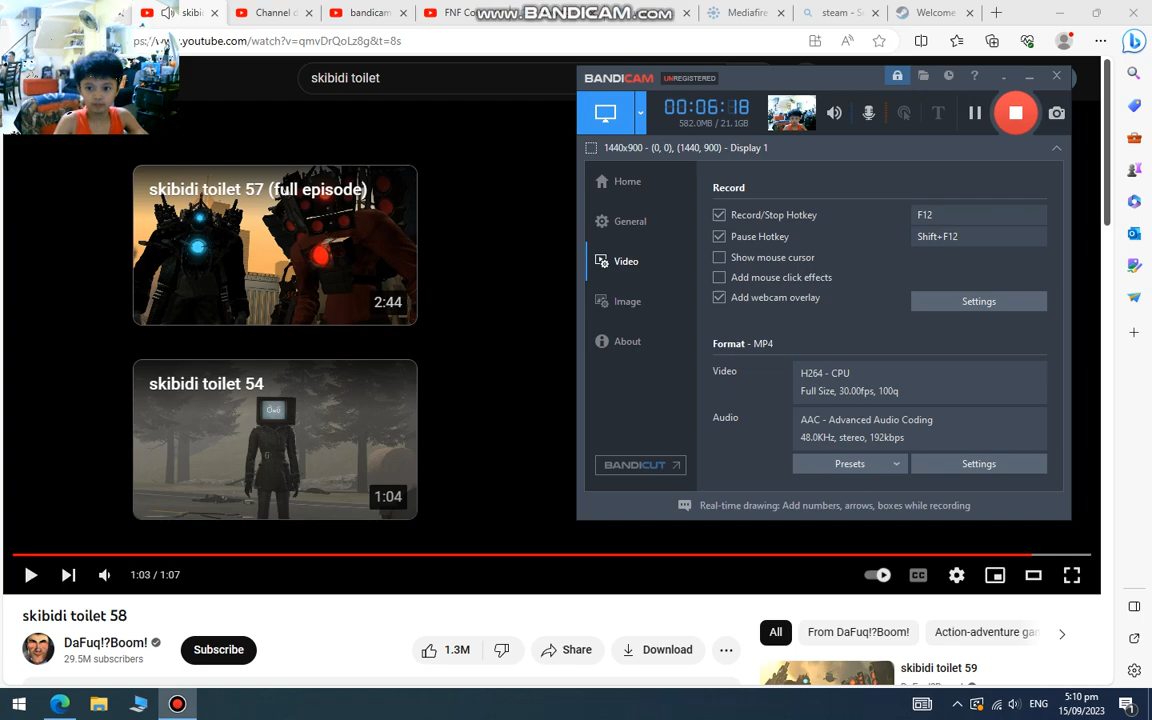 skibi
Channel d
bandicam
FNF Co
www.BANDICAM.com
Mediafire
steam - S
Welcome
ps://www.youtube.com/watch?v=qmvDrQoLz8g&t=8s
skibidi toilet
BANDICAM UNREGISTERED
00:06:18
582.0MB / 21.1GB
1440x900 - (0, 0), (1440, 900) - Display 1
Home
General
Video
Image
About
BANDICUT
Record
Record/Stop Hotkey F12
Pause Hotkey Shift+F12
Show mouse cursor
Add mouse click effects
Add webcam overlay Settings
Format - MP4
Video H264 - CPU
Full Size, 30.00fps, 100q
Audio AAC - Advanced Audio Coding
48.0KHz, stereo, 192kbps
Presets Settings
Real-time drawing: Add numbers, arrows, boxes while recording
skibidi toilet 57 (full episode)
2:44
skibidi toilet 54
OwO
1:04
1:03 / 1:07
CC
skibidi toilet 58
DaFuq!?Boom!
29.5M subscribers
Subscribe
1.3M
Share
Download
All
From DaFuq!?Boom!
Action-adventure gam
skibidi toilet 59
ENG
5:10 pm
15/09/2023
1